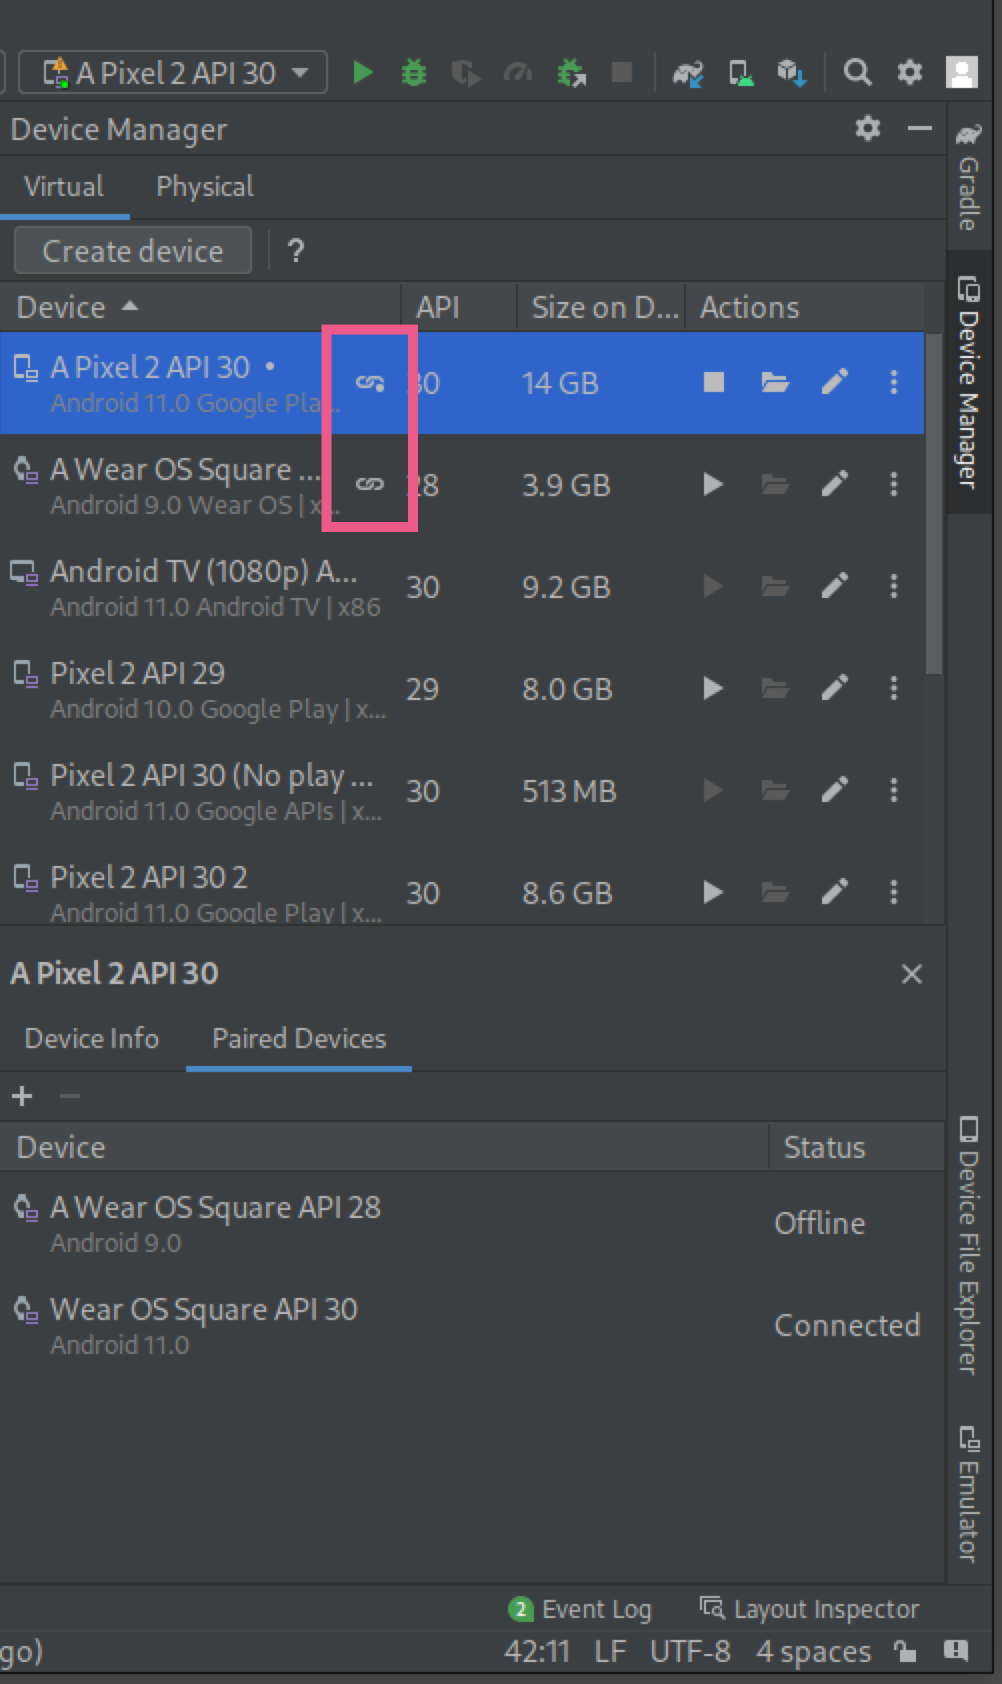 A Pixel 2 API 30
Device Manager
Virtual Physical
Create device ?
Device API Size on D... Actions
A Pixel 2 API 30 • 30 14 GB
Android 11.0 Google Pla...
A Wear OS Square ... 28 3.9 GB
Android 9.0 Wear OS | x...
Android TV (1080p) A... 30 9.2 GB
Android 11.0 Android TV | x86
Pixel 2 API 29 29 8.0 GB
Android 10.0 Google Play | x...
Pixel 2 API 30 (No play ... 30 513 MB
Android 11.0 Google APIs | x...
Pixel 2 API 30 2 30 8.6 GB
Android 11.0 Google Play | x...
A Pixel 2 API 30
Device Info Paired Devices
Device Status
A Wear OS Square API 28 Offline
Android 9.0
Wear OS Square API 30 Connected
Android 11.0
Gradle
Device Manager
Device File Explorer
Emulator
2 Event Log Layout Inspector
go) 42:11 LF UTF-8 4 spaces